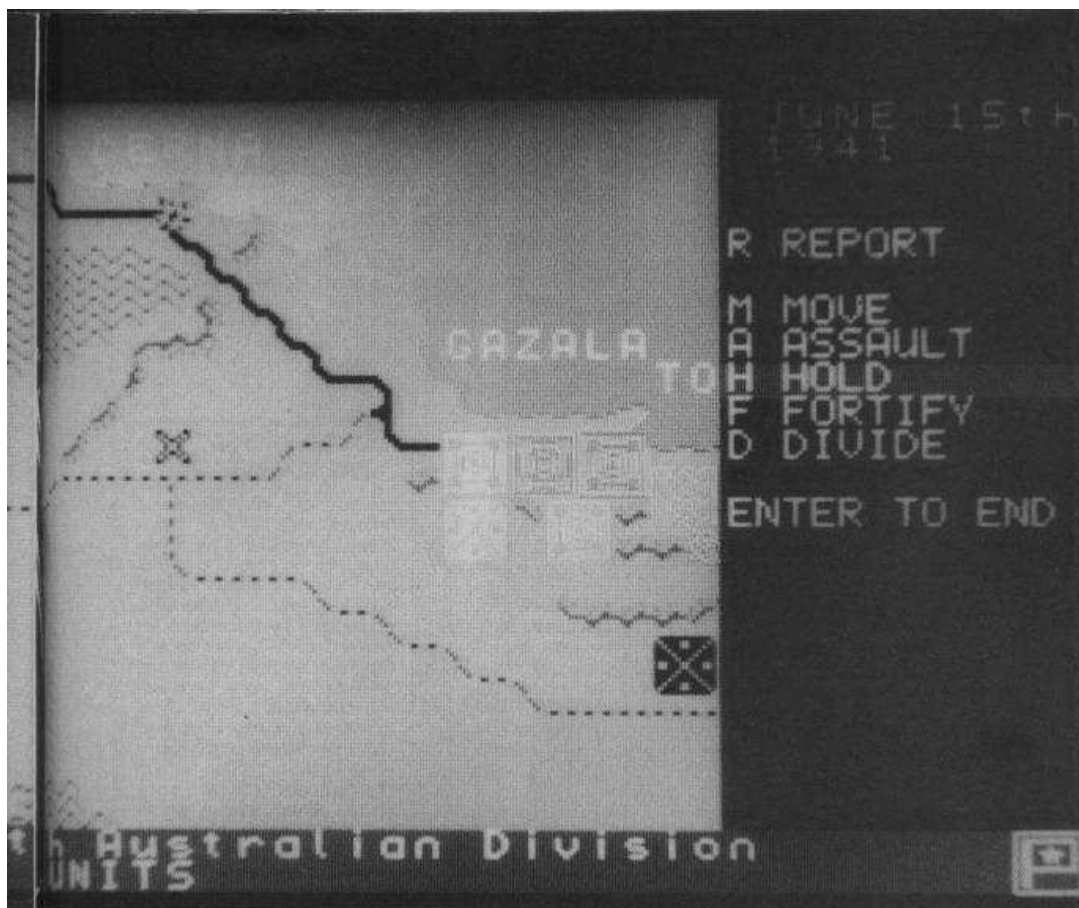 JUNE 15th
1941
R REPORT
GAZALA
M MOVE
A ASSAULT
TO
H HOLD
F FORTIFY
D DIVIDE
ENTER TO END
Australian Division
UNITS